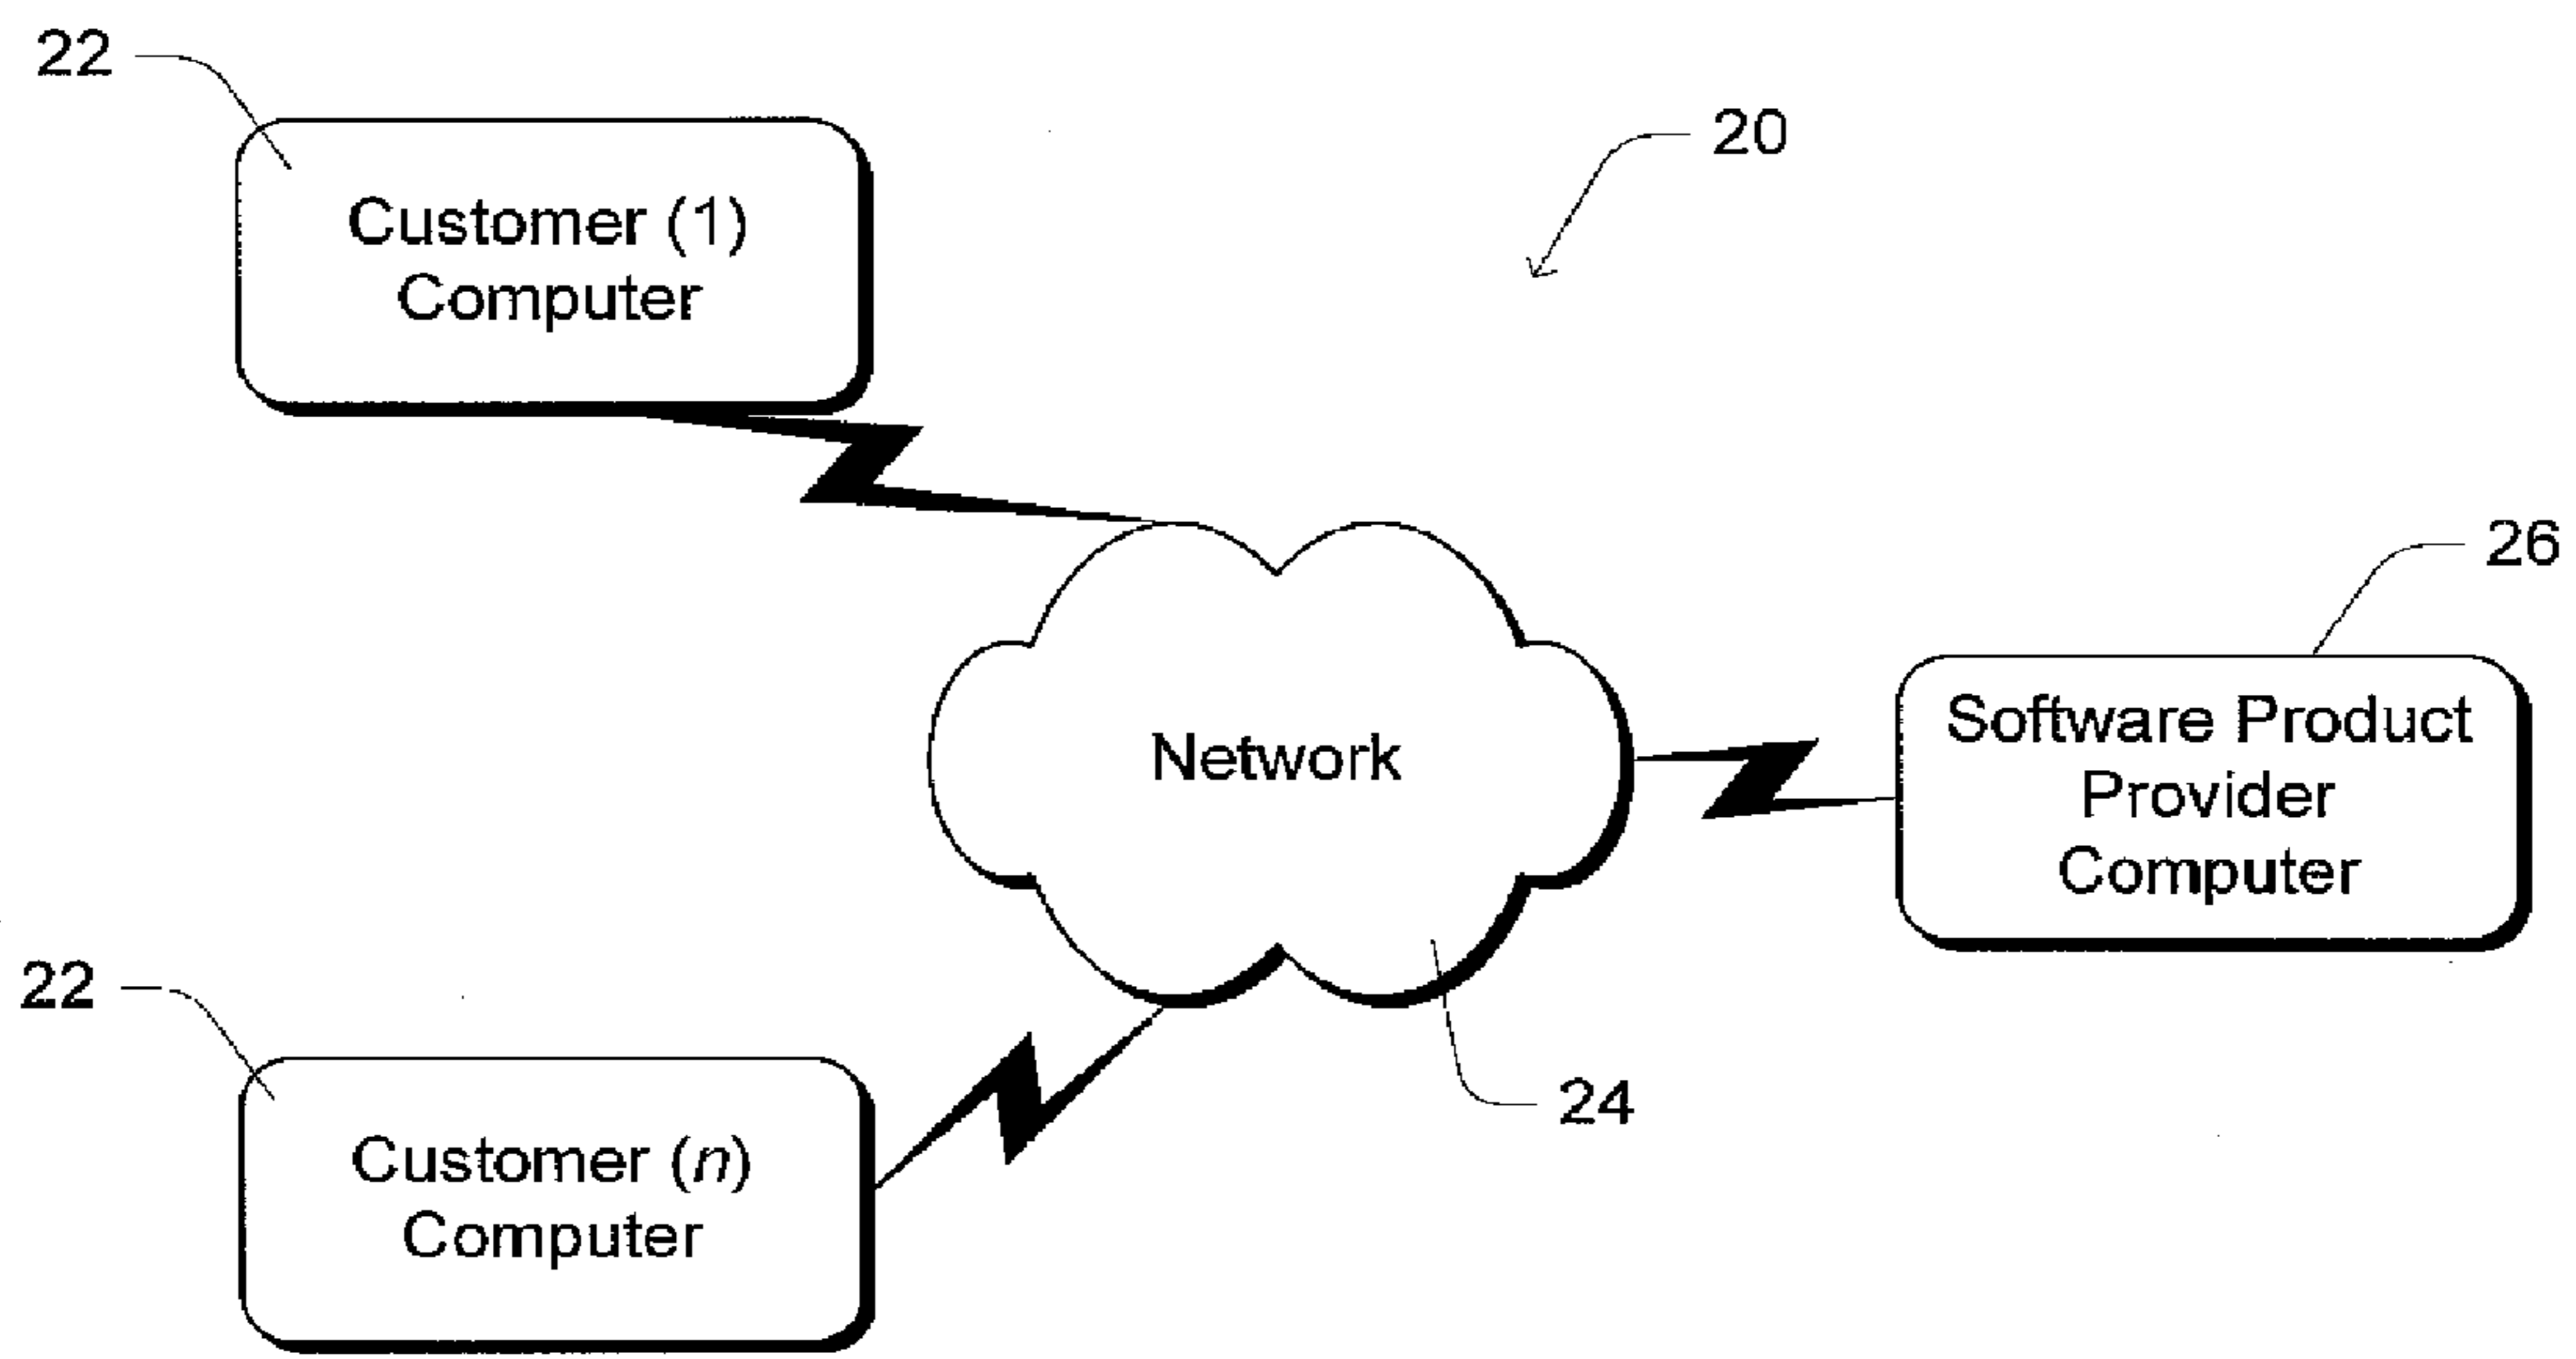 22
Customer (1)
Computer
20
26
Software Product
Provider
Computer
Network
24
22
Customer (n)
Computer